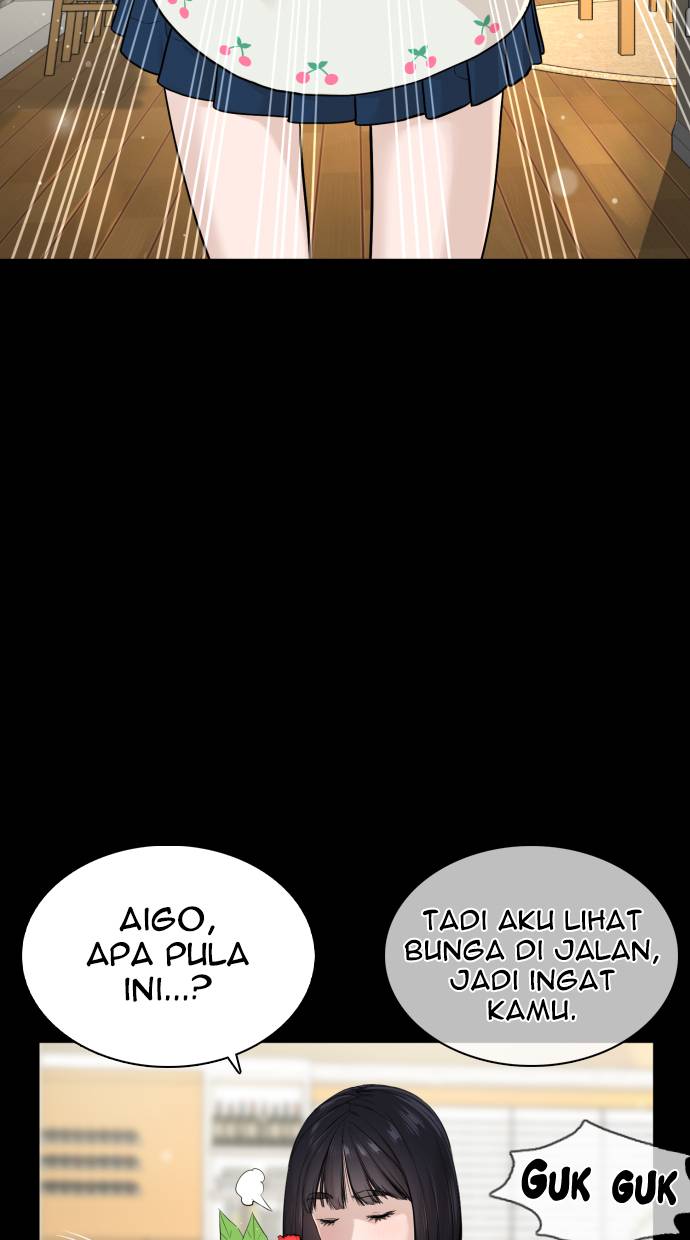 AIGO,
APA PULA
INI...?
TADI AKU LIHAT
BUNGA DI JALAN,
JADI INGAT
KAMU.
GUK GUK